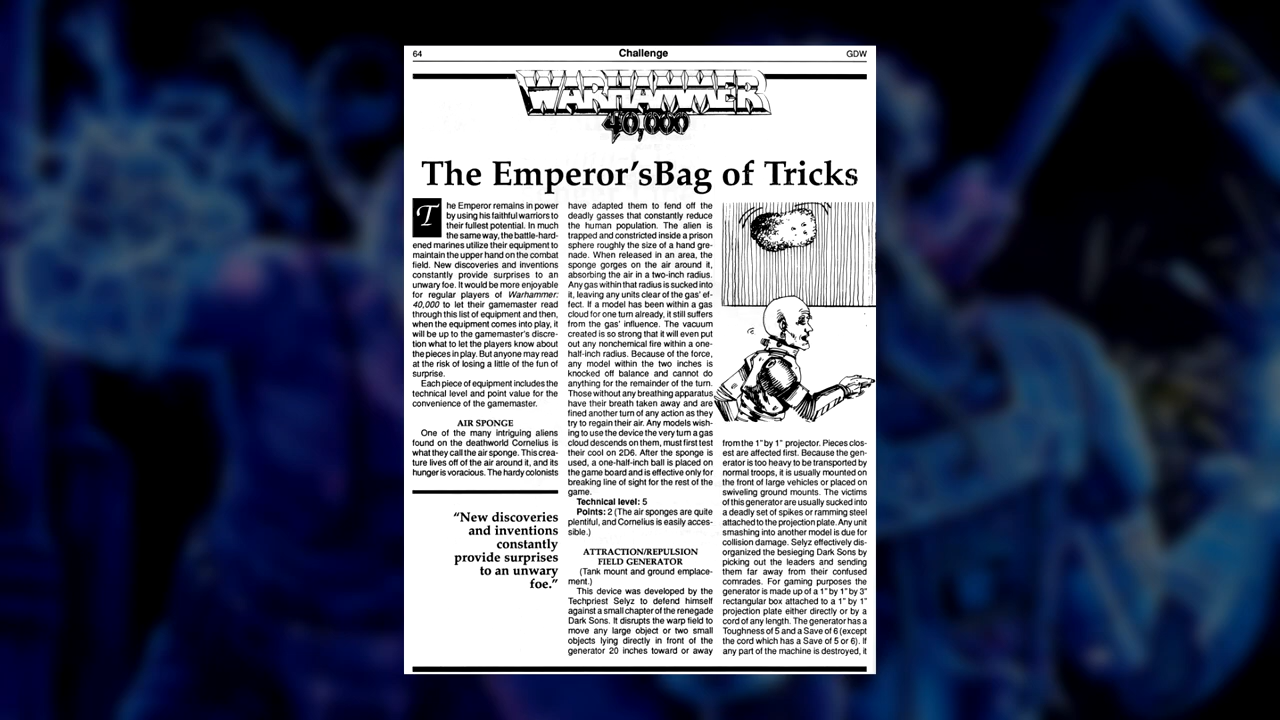 64
Challenge
GDW
WARHAMMER
40,000
The Emperor'sBag of Tricks
The Emperor remains in power
by using his faithful warriors to
their fullest potential. In much
the same way, the battle-hard-
ened marines utilize their equipment to
maintain the upper hand on the combat
field. New discoveries and inventions
constantly provide surprises to an
unwary foe. It would be more enjoyable
for regular players of Warhammer:
40,000 to let their gamemaster read
through this list of equipment and then,
when the equipment comes into play, it
will be up to the gamemaster's discre-
tion what to let the players know about
the pieces in play. But anyone may read
at the risk of losing a little of the fun of
surprise.
Each piece of equipment includes the
technical level and point value for the
convenience of the gamemaster.
AIR SPONGE
One of the many intriguing aliens
found on the deathworld Cornelius is
what they call the air sponge. This crea-
ture lives off of the air around it, and its
hunger is voracious. The hardy colonists
"New discoveries
and inventions
constantly
provide surprises
to an unwary
foe."
have adapted them to fend off the
deadly gasses that constantly reduce
the human population. The alien is
trapped and constricted inside a prison
sphere roughly the size of a hand gre-
nade. When released in an area, the
sponge gorges on the air around it,
absorbing the air in a two-inch radius.
Any gas within that radius is sucked into
it, leaving any units clear of the gas' ef-
fect. If a model has been within a gas
cloud for one turn already, it still suffers
from the gas' influence. The vacuum
created is so strong that it will even put
out any nonchemical fire within a one-
half-inch radius. Because of the force,
any model within the two inches is
knocked off balance and cannot do
anything for the remainder of the turn.
Those without any breathing apparatus
have their breath taken away and are
fined another turn of any action as they
try to regain their air. Any models wish-
ing to use the device the very turn a gas
cloud descends on them, must first test
their cool on 2D6. After the sponge is
used, a one-half-inch ball is placed on
the game board and is effective only for
breaking line of sight for the rest of the
game.
Technical level: 5
Points: 2 (The air sponges are quite
plentiful, and Cornelius is easily acces-
sible.)
ATTRACTION/REPULSION
FIELD GENERATOR
(Tank mount and ground emplace-
ment.)
This device was developed by the
Techpriest Selyz to defend himself
against a small chapter of the renegade
Dark Sons. It disrupts the warp field to
move any large object or two small
objects lying directly in front of the
generator 20 inches toward or away
from the 1" by 1" projector. Pieces clos-
est are affected first. Because the gen-
erator is too heavy to be transported by
normal troops, it is usually mounted on
the front of large vehicles or placed on
swiveling ground mounts. The victims
of this generator are usually sucked into
a deadly set of spikes or ramming steel
attached to the projection plate. Any unit
smashing into another model is due for
collision damage. Selyz effectively dis-
organized the besieging Dark Sons by
picking out the leaders and sending
them far away from their confused
comrades. For gaming purposes the
generator is made up of a 1" by 1" by 3"
rectangular box attached to a 1" by 1"
projection plate either directly or by a
cord of any length. The generator has a
Toughness of 5 and a Save of 6 (except
the cord which has a Save of 5 or 6). If
any part of the machine is destroyed, it